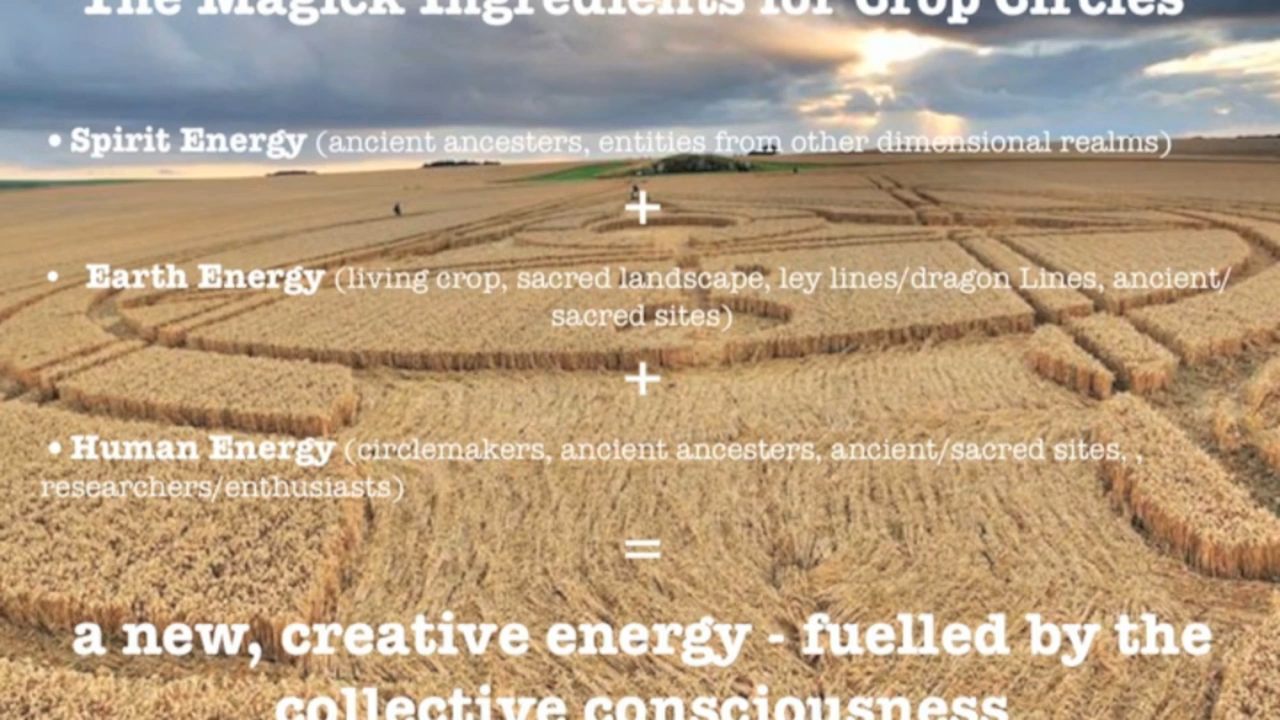 The Magick Ingredients for Crop Circles
• Spirit Energy (ancient ancesters, entities from other dimensional realms)
+
• Earth Energy (living crop, sacred landscape, ley lines/dragon Lines, ancient/
sacred sites)
+
• Human Energy (circlemakers, ancient ancesters, ancient/sacred sites, ,
researchers/enthusiasts)
=
a new, creative energy - fuelled by the
collective consciousness